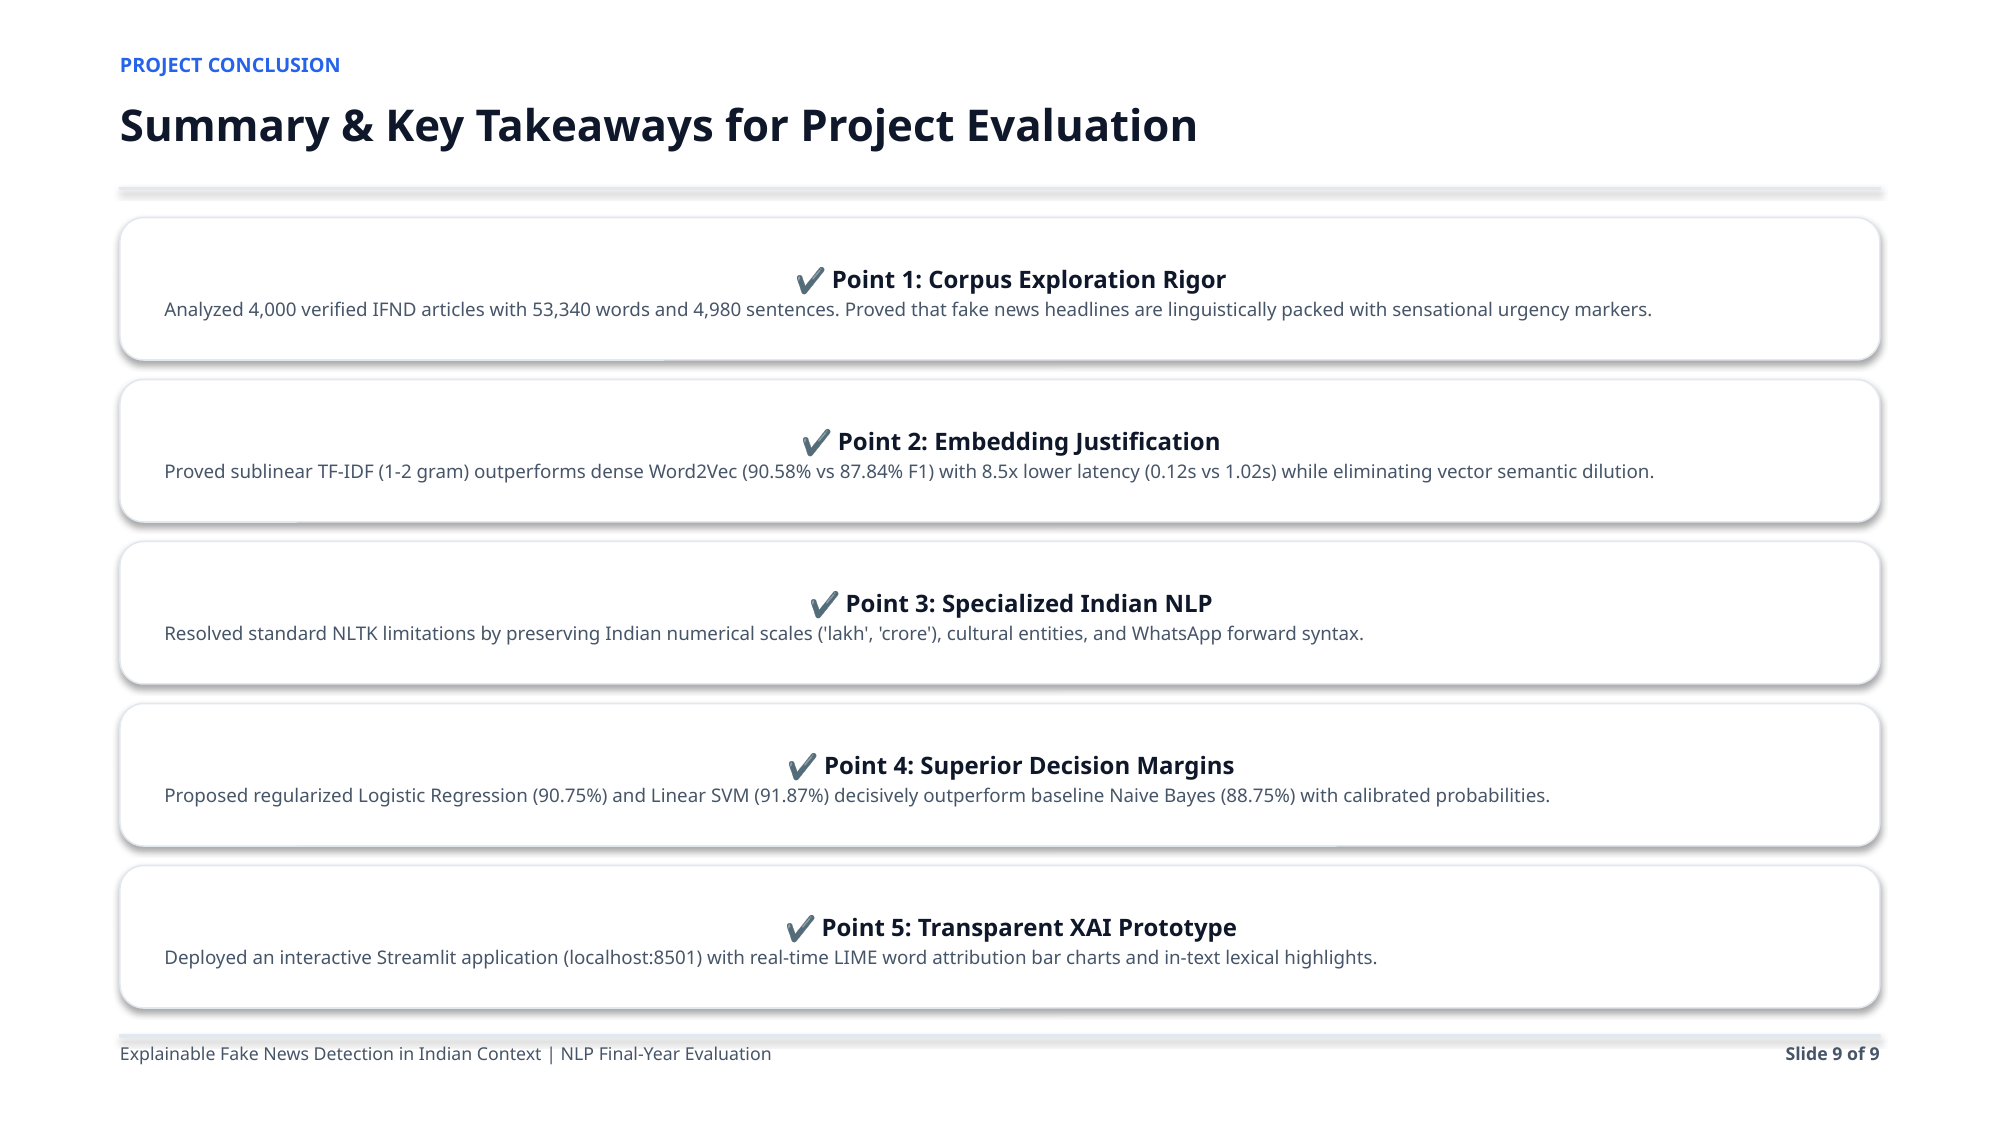 PROJECT CONCLUSION
Summary & Key Takeaways for Project Evaluation
✔ Point 1: Corpus Exploration Rigor
Analyzed 4,000 verified IFND articles with 53,340 words and 4,980 sentences. Proved that fake news headlines are linguistically packed with sensational urgency markers.
✔ Point 2: Embedding Justification
Proved sublinear TF-IDF (1-2 gram) outperforms dense Word2Vec (90.58% vs 87.84% F1) with 8.5x lower latency (0.12s vs 1.02s) while eliminating vector semantic dilution.
✔ Point 3: Specialized Indian NLP
Resolved standard NLTK limitations by preserving Indian numerical scales ('lakh', 'crore'), cultural entities, and WhatsApp forward syntax.
✔ Point 4: Superior Decision Margins
Proposed regularized Logistic Regression (90.75%) and Linear SVM (91.87%) decisively outperform baseline Naive Bayes (88.75%) with calibrated probabilities.
✔ Point 5: Transparent XAI Prototype
Deployed an interactive Streamlit application (localhost:8501) with real-time LIME word attribution bar charts and in-text lexical highlights.
Explainable Fake News Detection in Indian Context | NLP Final-Year Evaluation
Slide 9 of 9